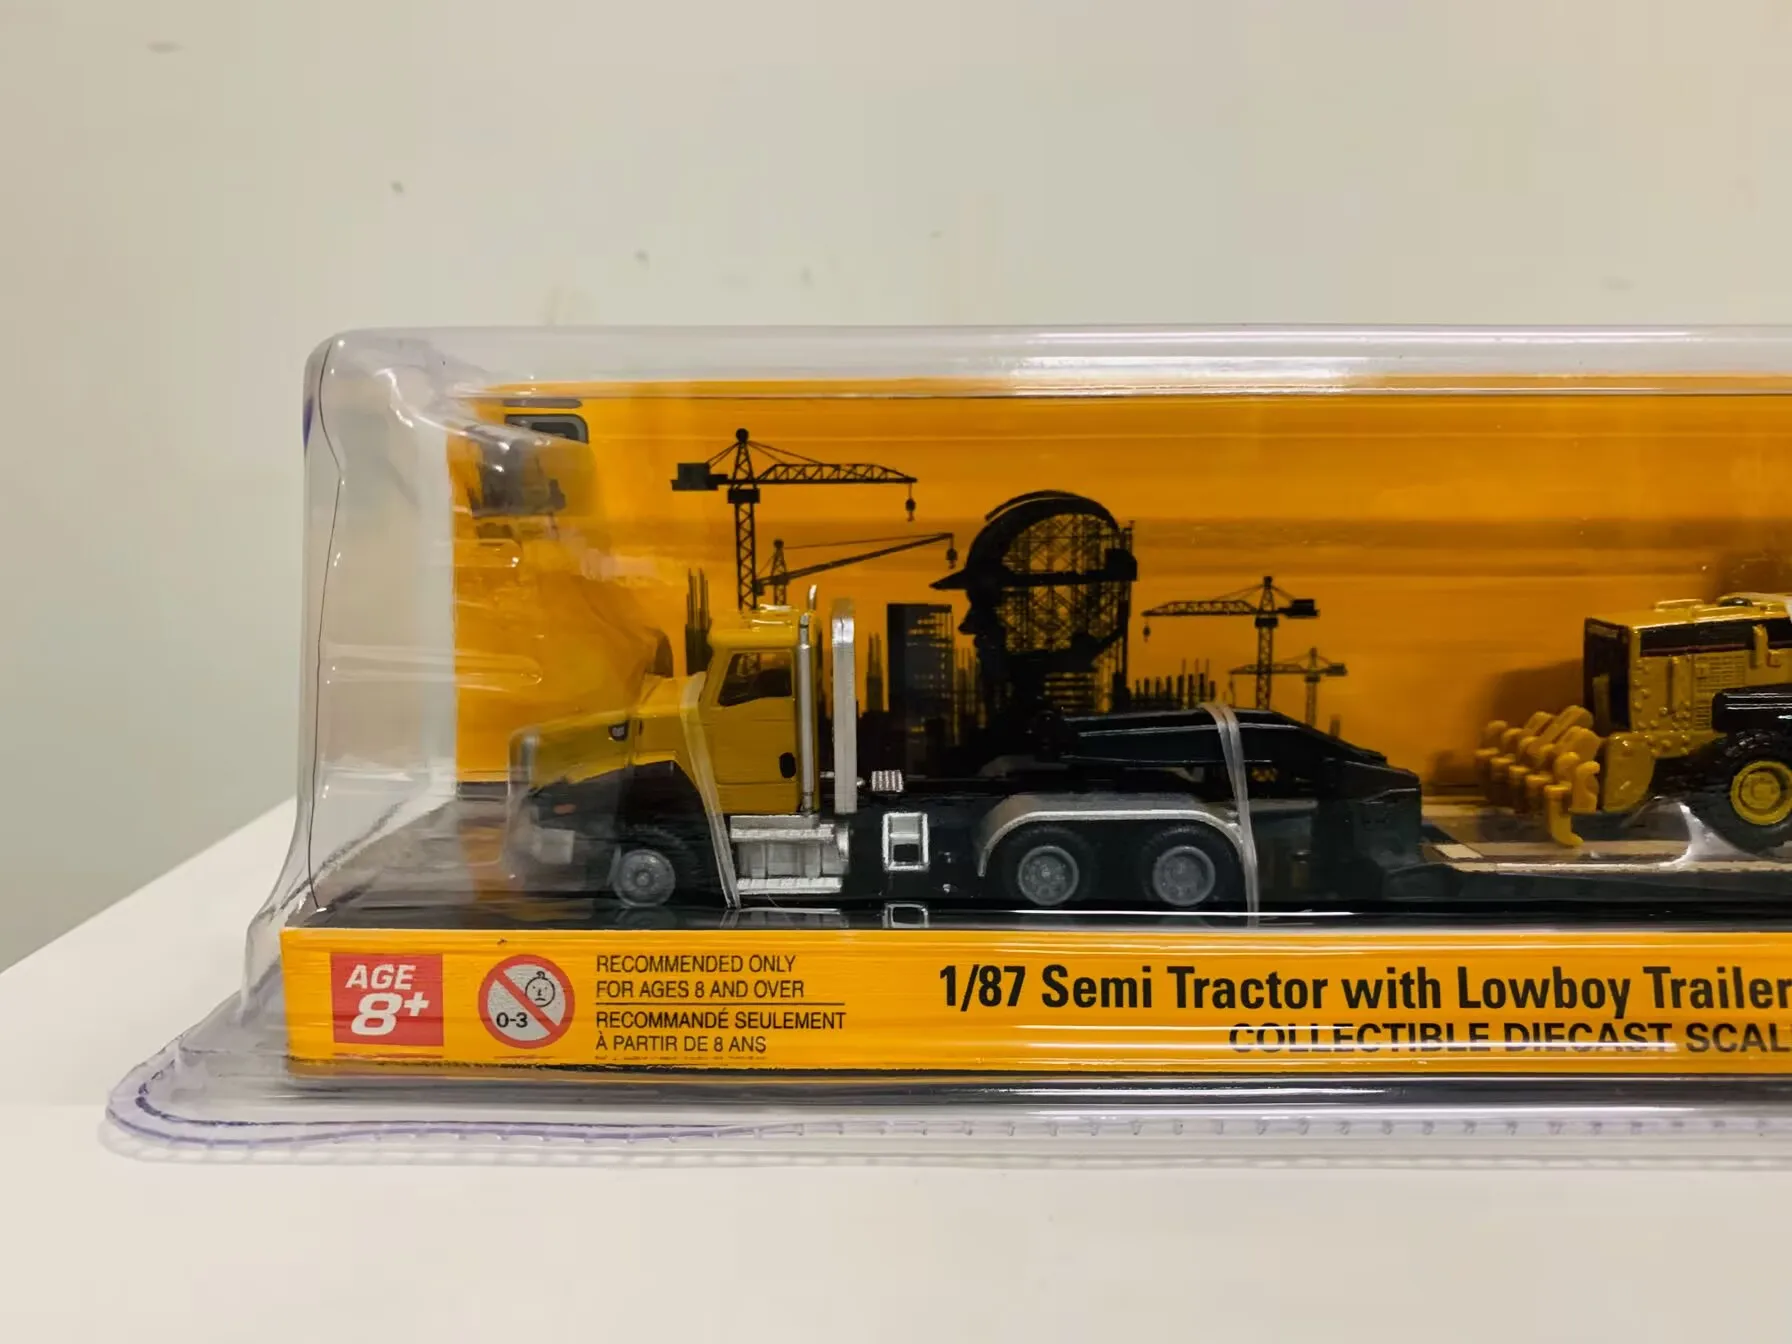 AGE
8+
0-3
RECOMMENDED ONLY
FOR AGES 8 AND OVER
RECOMMANDÉ SEULEMENT
À PARTIR DE 8 ANS
1/87 Semi Tractor with Lowboy Trailer
COLLECTIBLE DIECAST SCAL